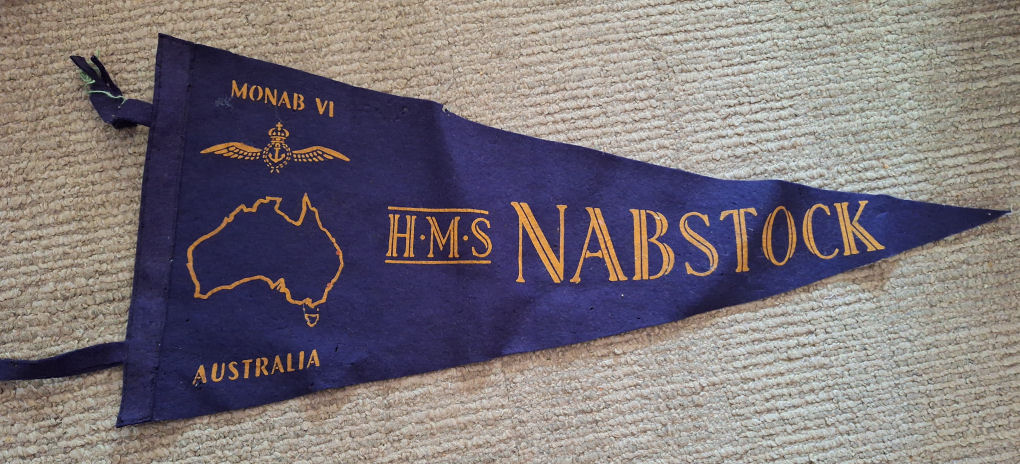 MONAB VI
H·M·S NABSTOCK
AUSTRALIA